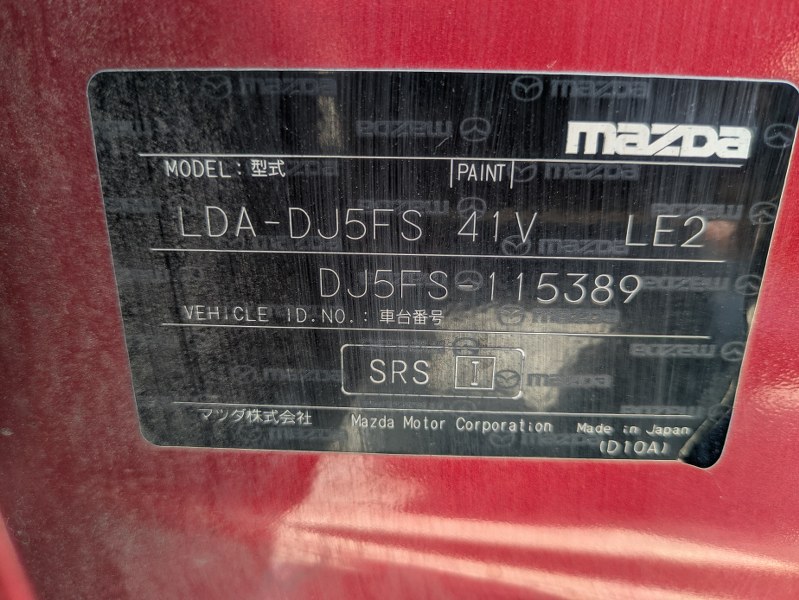 mazda
MODEL: 型式 PAINT
LDA-DJ5FS 41V LE2
DJ5FS-115389
VEHICLE ID.NO.: 車台番号
SRS I
マツダ株式会社 Mazda Motor Corporation Made in Japan
(D10A)